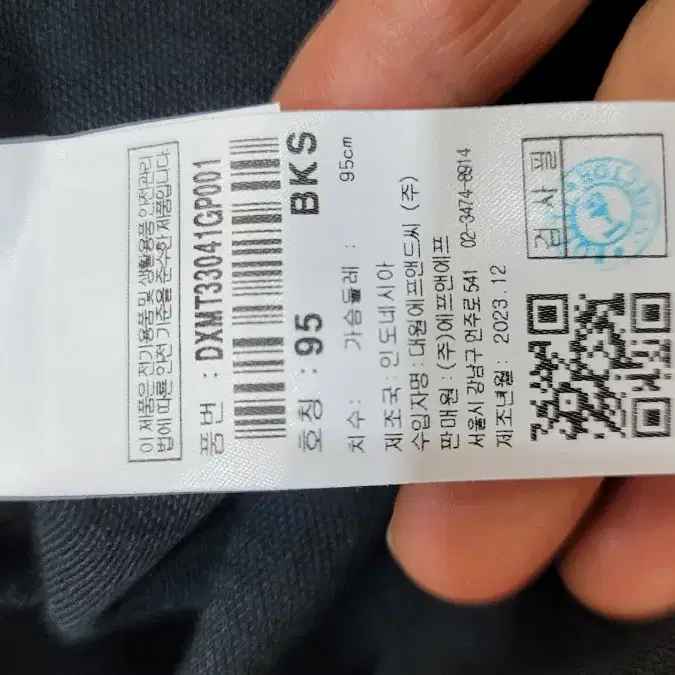 이 제품은 전기용품 및 생활용품 안전관리
법에 따른 안전 기준을 준수한 제품입니다.
품번 : DXMT33041GP001
호칭 : 95 BKS
치수 : 가슴둘레 : 95cm
제조국 : 인도네시아
수입자명 : 대원에프앤드씨 (주)
판매원 : (주)에프앤에프
서울시 강남구 언주로 541 02-3474-8914
제조년월 : 2023.12
검사필